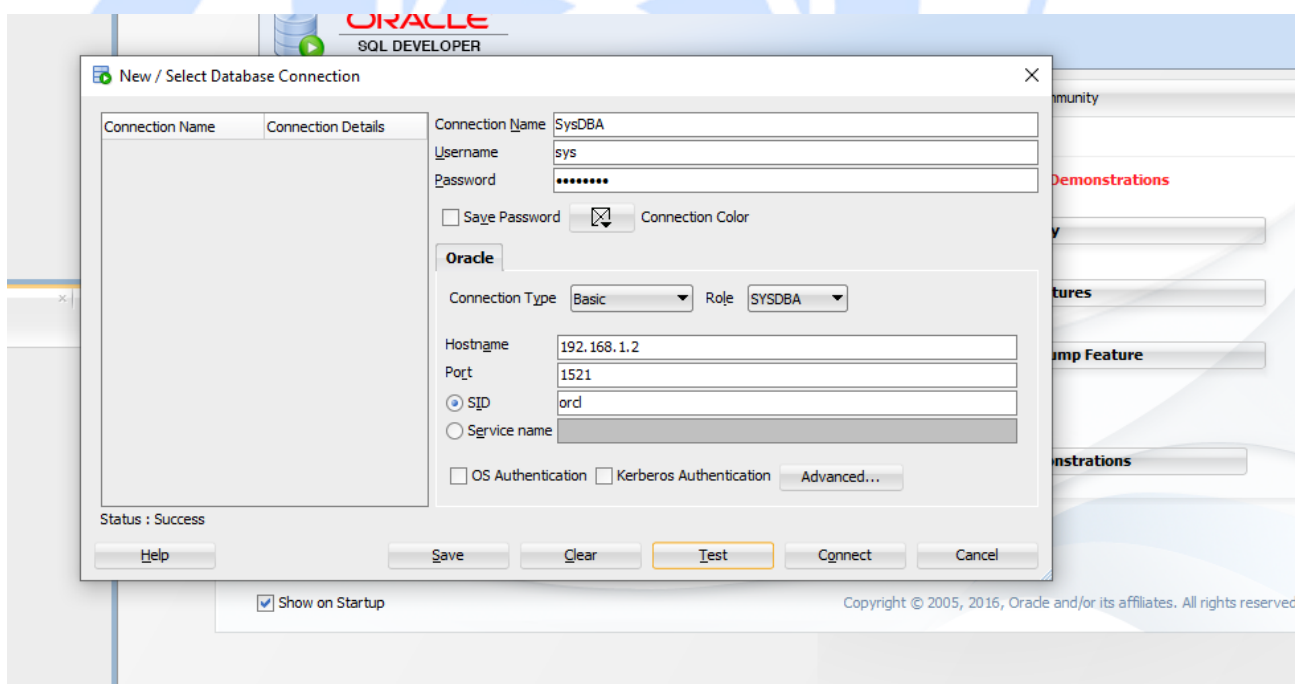 ORACLE
SQL DEVELOPER
New / Select Database Connection
Connection Name Connection Details
Connection Name SysDBA
Username sys
Password ••••••••
Save Password Connection Color
Oracle
Connection Type Basic Role SYSDBA
Hostname 192.168.1.2
Port 1521
SID orcl
Service name
OS Authentication Kerberos Authentication Advanced...
Status : Success
Help Save Clear Test Connect Cancel
Demonstrations
Show on Startup
Copyright © 2005, 2016, Oracle and/or its affiliates. All rights reserved